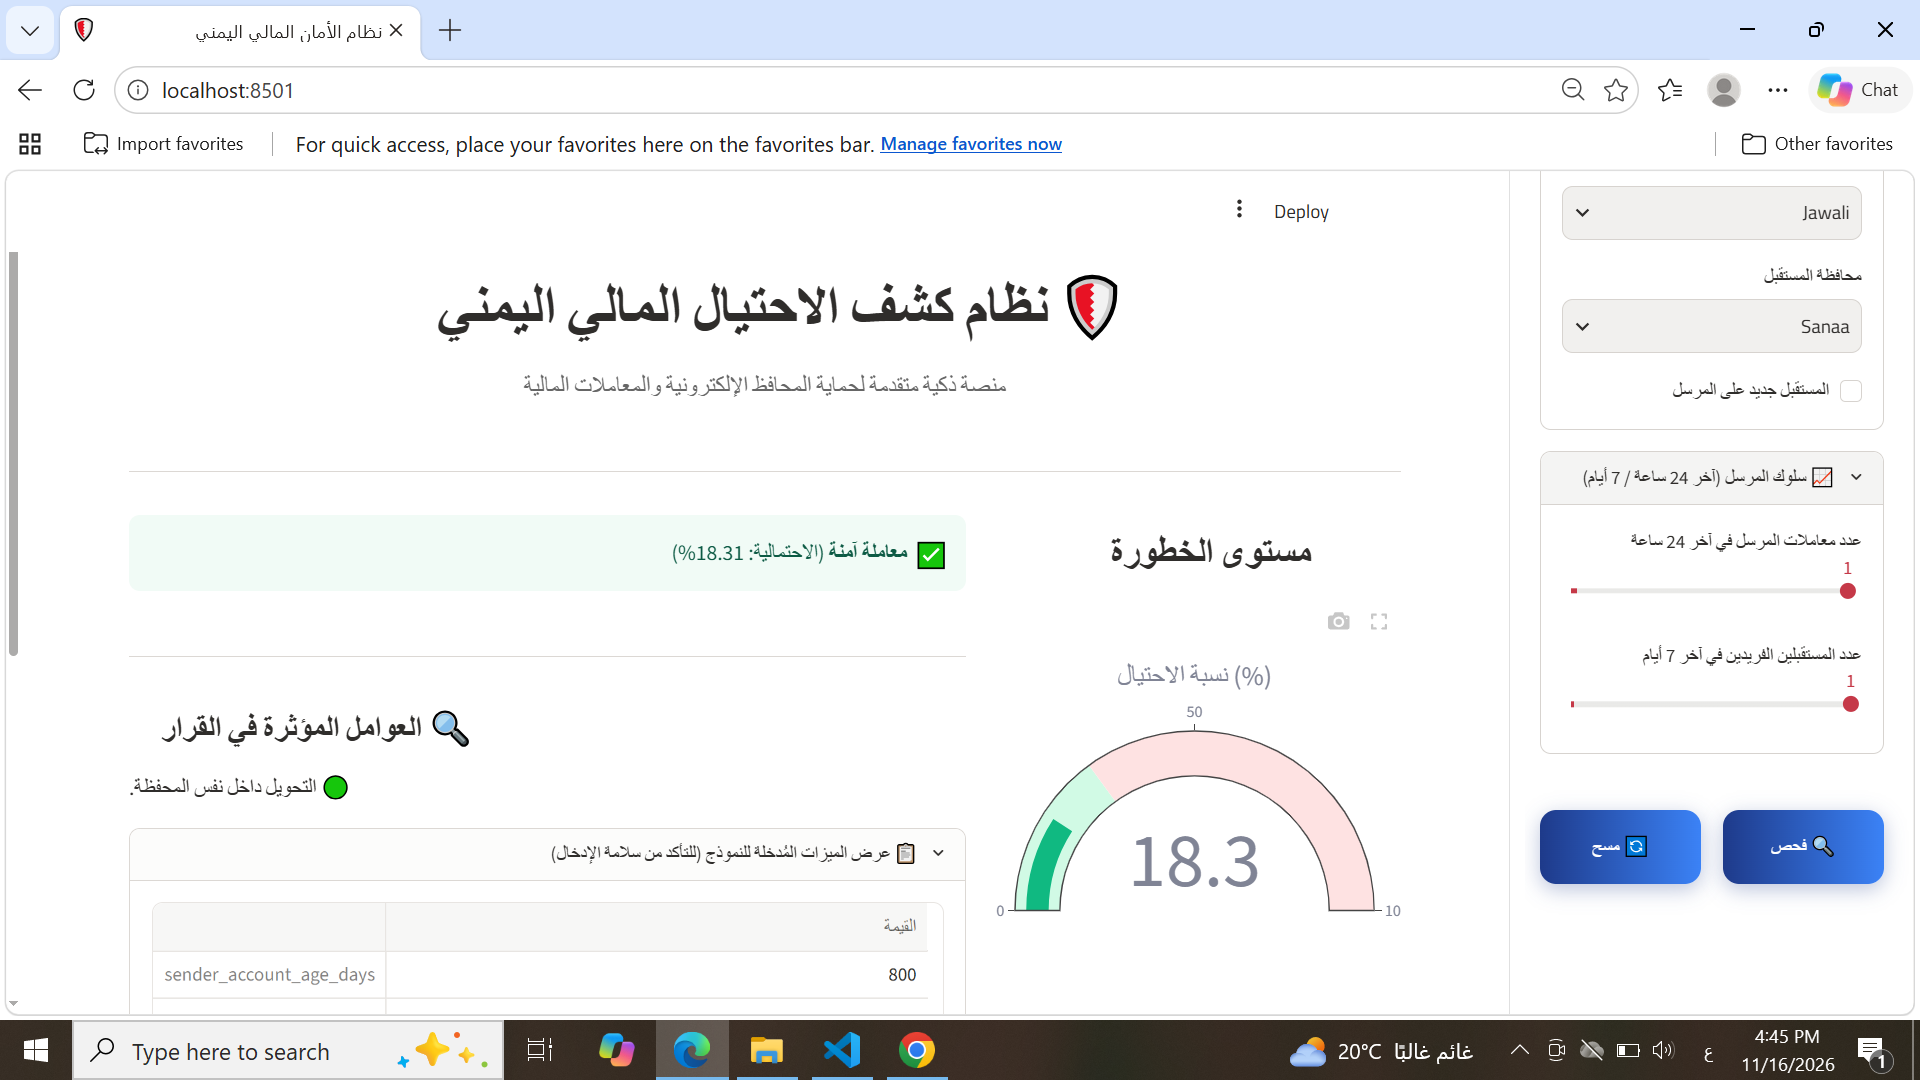 نظام الأمان المالي اليمني
localhost:8501
Chat
Import favorites
For quick access, place your favorites here on the favorites bar. Manage favorites now
Other favorites
Deploy
نظام كشف الاحتيال المالي اليمني
منصة ذكية متقدمة لحماية المحافظ الإلكترونية والمعاملات المالية
معاملة آمنة (الاحتمالية: 18.31%)
العوامل المؤثرة في القرار
التحويل داخل نفس المحفظة.
عرض الميزات المُدخلة للنموذج (للتأكد من سلامة الإدخال)
القيمة
sender_account_age_days 800
مستوى الخطورة
نسبة الاحتيال (%)
50
0
10
18.3
Jawali
محافظة المستقبل
Sanaa
المستقبل جديد على المرسل
سلوك المرسل (آخر 24 ساعة / 7 أيام)
عدد معاملات المرسل في آخر 24 ساعة
1
عدد المستقبلين الفريدين في آخر 7 أيام
1
فحص
مسح
Type here to search
20°C غائم غالبًا
ع
4:45 PM
11/16/2026
1